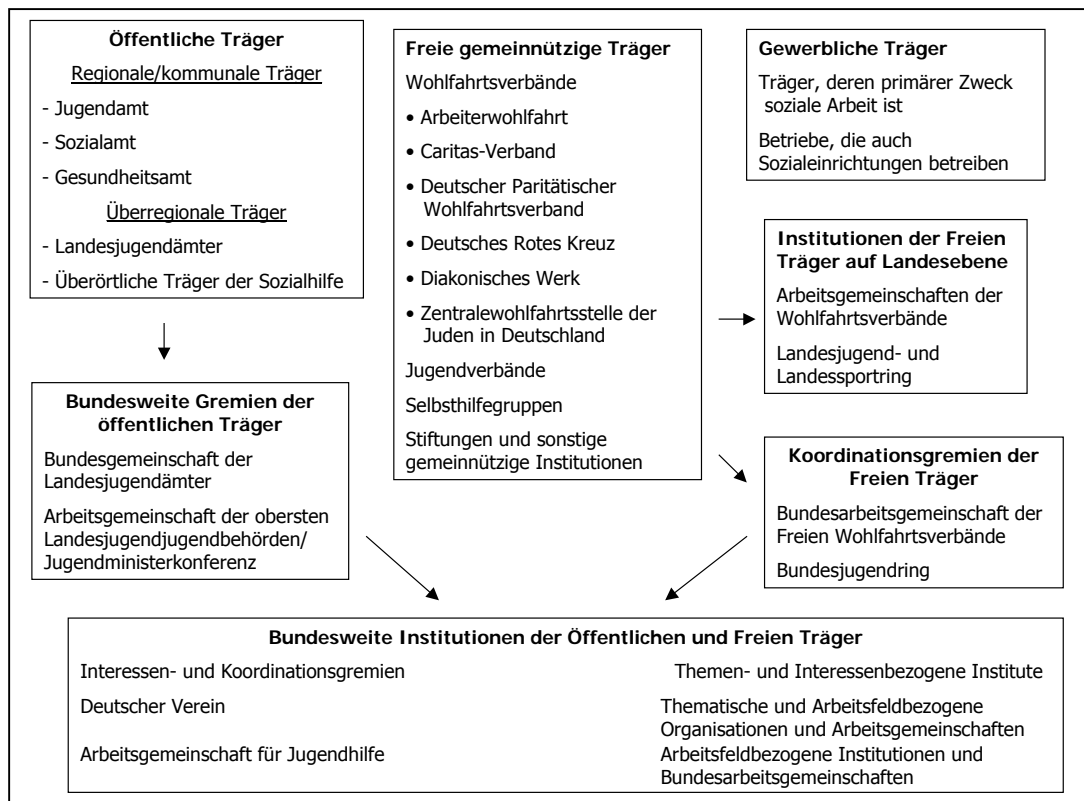 Öffentliche Träger
Regionale/kommunale Träger
- Jugendamt
- Sozialamt
- Gesundheitsamt
Überregionale Träger
- Landesjugendämter
- Überörtliche Träger der Sozialhilfe
Freie gemeinnützige Träger
Wohlfahrtsverbände
• Arbeiterwohlfahrt
• Caritas-Verband
• Deutscher Paritätischer
Wohlfahrtsverband
• Deutsches Rotes Kreuz
• Diakonisches Werk
• Zentralewohlfahrtsstelle der
Juden in Deutschland
Jugendverbände
Selbsthilfegruppen
Stiftungen und sonstige
gemeinnützige Institutionen
Gewerbliche Träger
Träger, deren primärer Zweck
soziale Arbeit ist
Betriebe, die auch
Sozialeinrichtungen betreiben
Institutionen der Freien
Träger auf Landesebene
Arbeitsgemeinschaften der
Wohlfahrtsverbände
Landesjugend- und
Landessportring
Bundesweite Gremien der
öffentlichen Träger
Bundesgemeinschaft der
Landesjugendämter
Arbeitsgemeinschaft der obersten
Landesjugendjugendbehörden/
Jugendministerkonferenz
Koordinationsgremien der
Freien Träger
Bundesarbeitsgemeinschaft der
Freien Wohlfahrtsverbände
Bundesjugendring
Bundesweite Institutionen der Öffentlichen und Freien Träger
Interessen- und Koordinationsgremien
Deutscher Verein
Arbeitsgemeinschaft für Jugendhilfe
Themen- und Interessenbezogene Institute
Thematische und Arbeitsfeldbezogene
Organisationen und Arbeitsgemeinschaften
Arbeitsfeldbezogene Institutionen und
Bundesarbeitsgemeinschaften